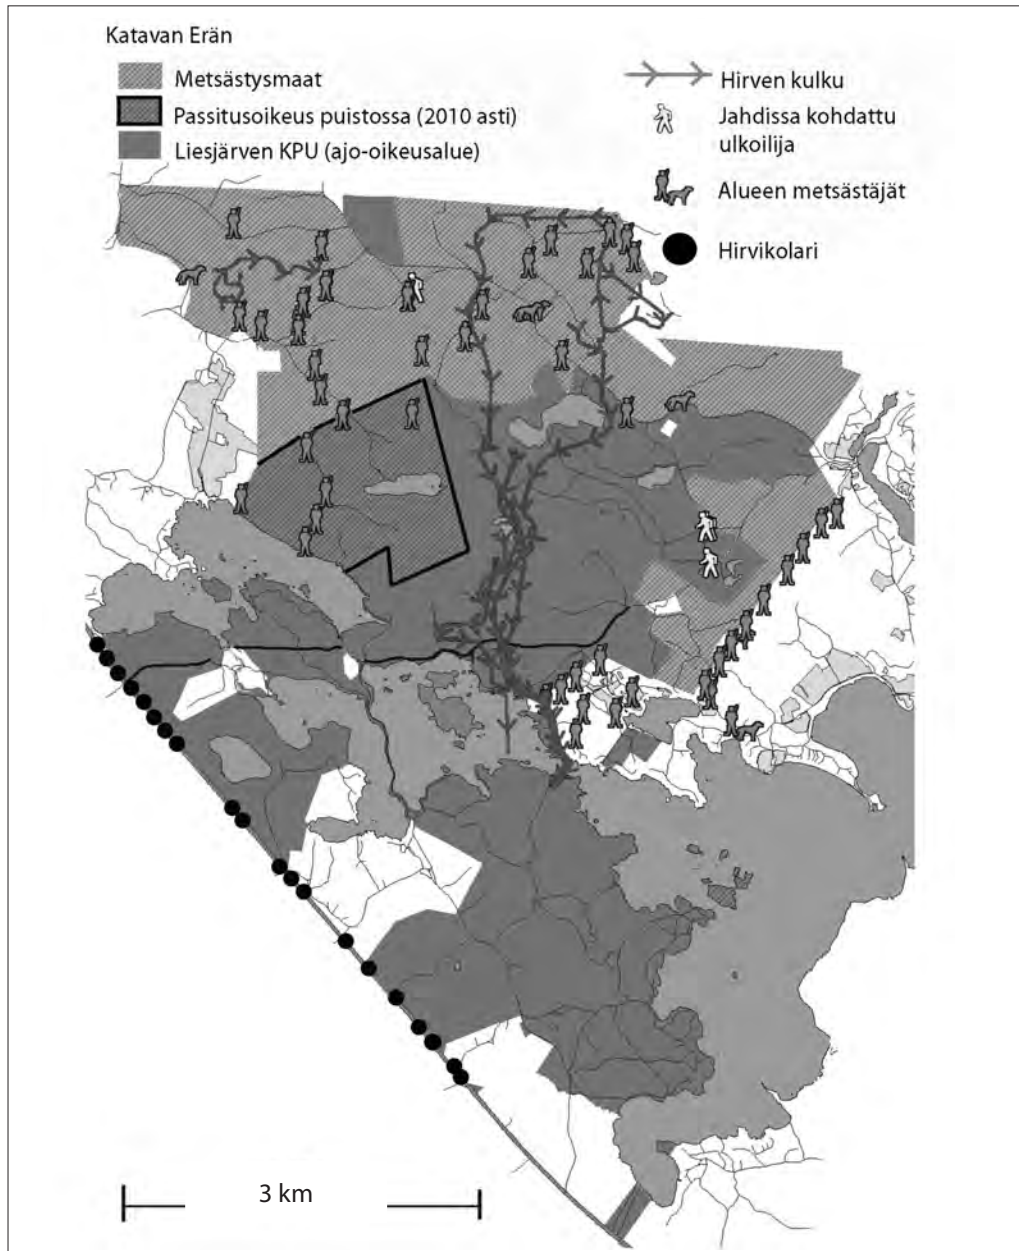 Katavan Erän
Metsästysmaat
Passitusoikeus puistossa (2010 asti)
Liesjärven KPU (ajo-oikeusalue)
Hirven kulku
Jahdissa kohdattu
ulkoilija
Alueen metsästäjät
Hirvikolari
3 km